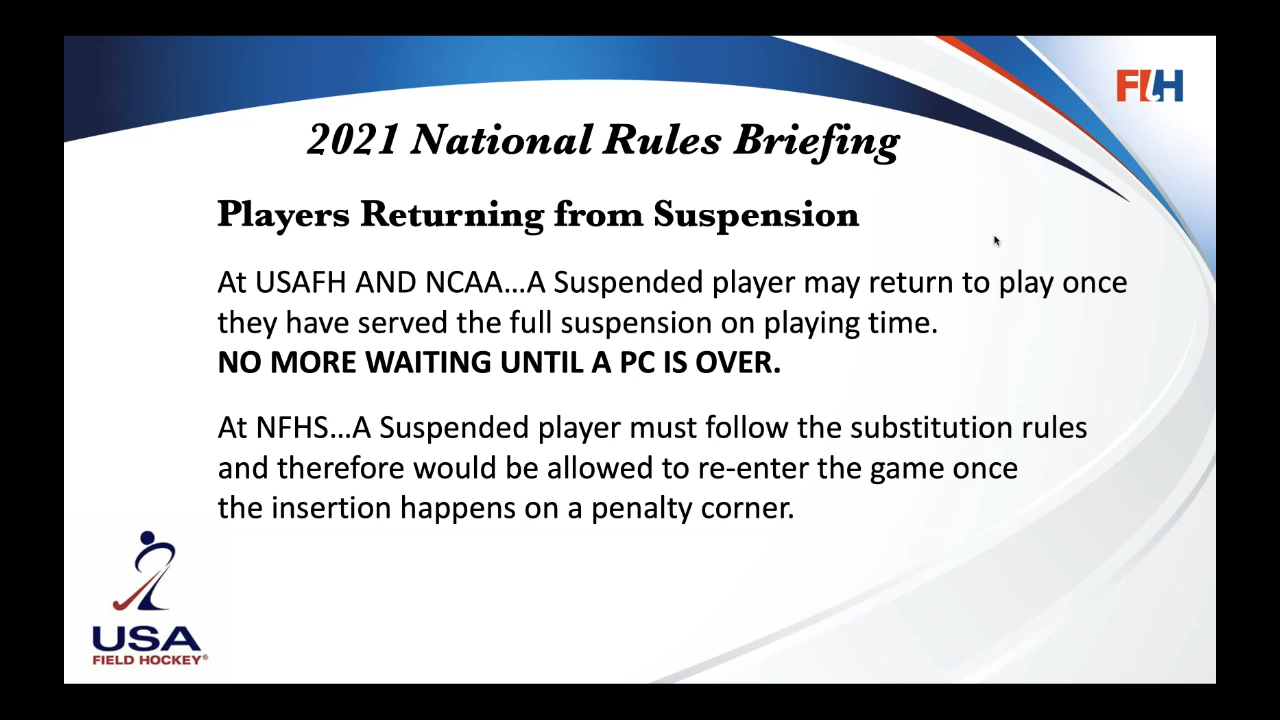 FIH
2021 National Rules Briefing
Players Returning from Suspension
At USAFH AND NCAA...A Suspended player may return to play once
they have served the full suspension on playing time.
NO MORE WAITING UNTIL A PC IS OVER.
At NFHS...A Suspended player must follow the substitution rules
and therefore would be allowed to re-enter the game once
the insertion happens on a penalty corner.
USA
FIELD HOCKEY®